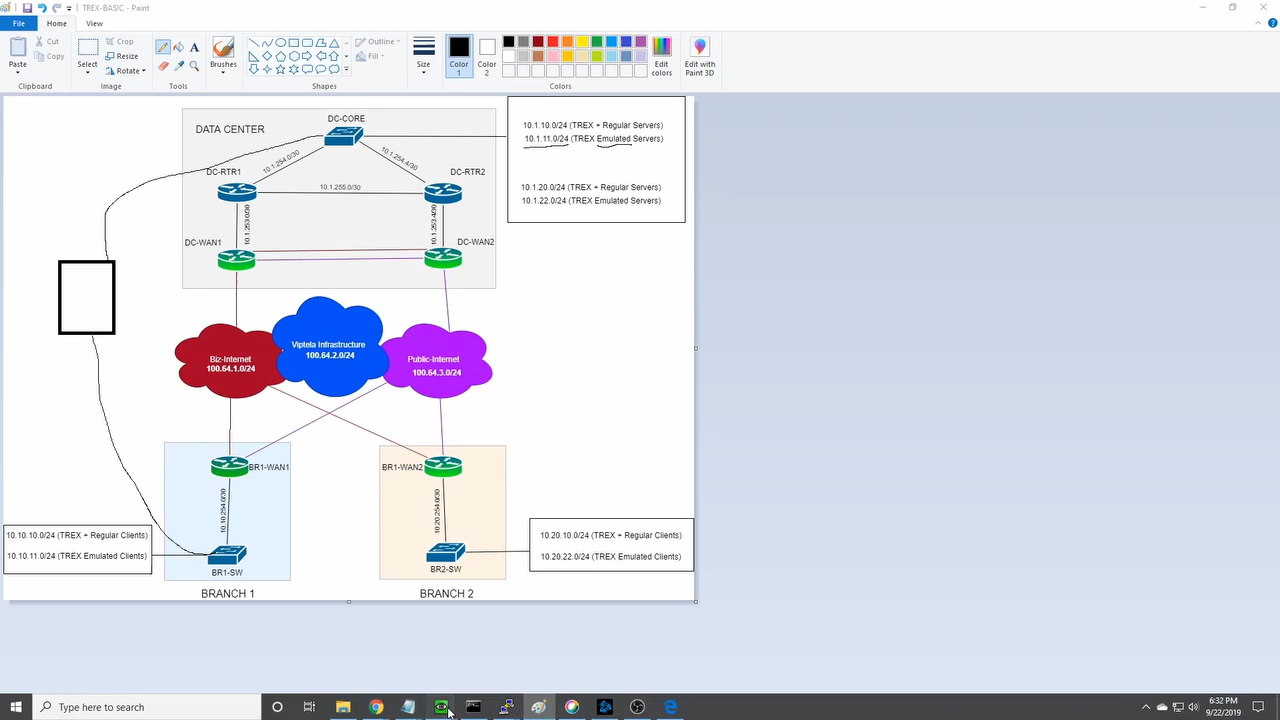 TREX-BASIC - Paint
File
Home
View
Paste
Cut
Copy
Clipboard
Select
Crop
Resize
Rotate
Image
A
Tools
Brushes
Outline
Fill
Shapes
Size
Color 1
Color 2
Edit colors
Edit with Paint 3D
Colors
DATA CENTER
DC-CORE
10.1.10.0/24 (TREX + Regular Servers)
10.1.11.0/24 (TREX Emulated Servers)
10.1.20.0/24 (TREX + Regular Servers)
10.1.22.0/24 (TREX Emulated Servers)
10.1.254.0/30
10.1.254.4/30
DC-RTR1
DC-RTR2
10.1.255.0/30
10.1.253.0/30
10.1.253.4/30
DC-WAN1
DC-WAN2
Biz-Internet
100.64.1.0/24
Viptela Infrastructure
100.64.2.0/24
Public-Internet
100.64.3.0/24
BR1-WAN1
BR1-WAN2
10.10.254.0/30
10.20.254.0/30
10.10.10.0/24 (TREX + Regular Clients)
10.10.11.0/24 (TREX Emulated Clients)
10.20.10.0/24 (TREX + Regular Clients)
10.20.22.0/24 (TREX Emulated Clients)
BR1-SW
BR2-SW
BRANCH 1
BRANCH 2
Type here to search
6:32 PM
9/22/2019